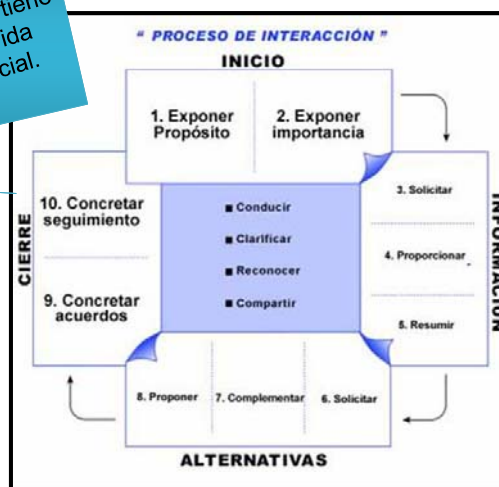 tiene
ida
cial.
" PROCESO DE INTERACCIÓN "
INICIO
1. Exponer
Propósito
2. Exponer
importancia
3. Solicitar
4. Proporcionar
5. Resumir
INFORMACIÓN
6. Solicitar
7. Complementar
8. Proponer
ALTERNATIVAS
9. Concretar
acuerdos
10. Concretar
seguimiento
CIERRE
■ Conducir
■ Clarificar
■ Reconocer
■ Compartir